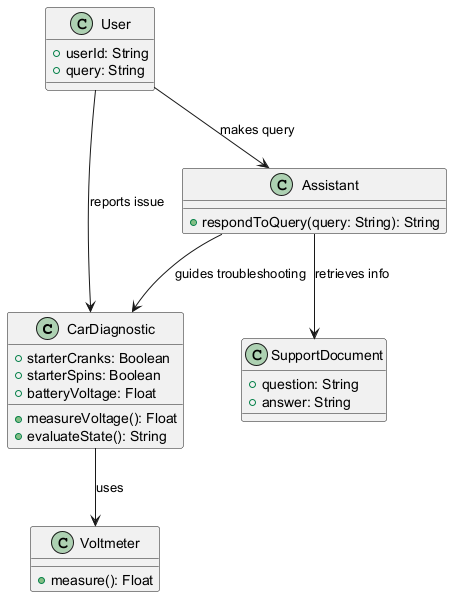 C User
userId: String
query: String
makes query
reports issue
C Assistant
respondToQuery(query: String): String
guides troubleshooting
retrieves info
C CarDiagnostic
starterCranks: Boolean
starterSpins: Boolean
batteryVoltage: Float
measureVoltage(): Float
evaluateState(): String
C SupportDocument
question: String
answer: String
uses
C Voltmeter
measure(): Float